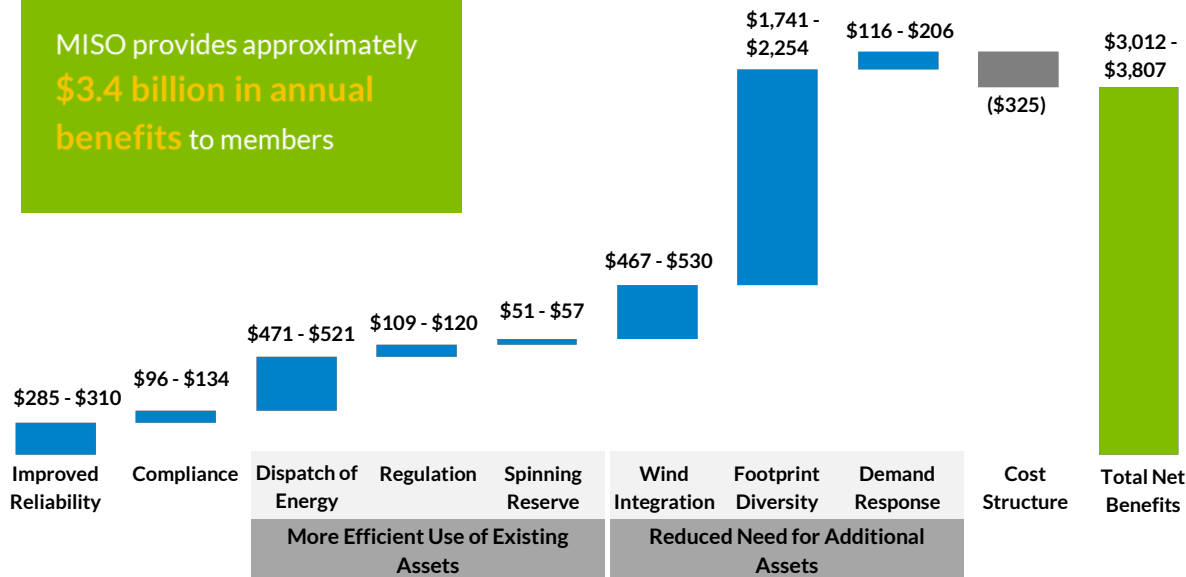 MISO provides approximately
$3.4 billion in annual
benefits to members
$285 - $310
$96 - $134
$471 - $521
$109 - $120
$51 - $57
$467 - $530
$1,741 -
$2,254
$116 - $206
($325)
$3,012 -
$3,807
Improved
Reliability
Compliance
Dispatch of
Energy
Regulation
Spinning
Reserve
Wind
Integration
Footprint
Diversity
Demand
Response
Cost
Structure
Total Net
Benefits
More Efficient Use of Existing
Assets
Reduced Need for Additional
Assets